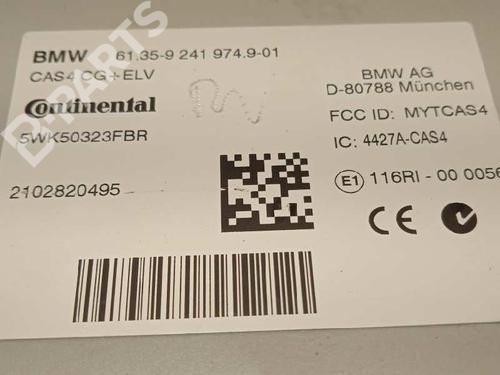 BMW 61.35-9 241 974.9-01
CAS4 CG+ELV
Continental
5WK50323FBR
2102820495
BMW AG
D-80788 München
FCC ID: MYTCAS4
IC: 4427A-CAS4
E1 116RI - 00 0056
CE
D-PARTS